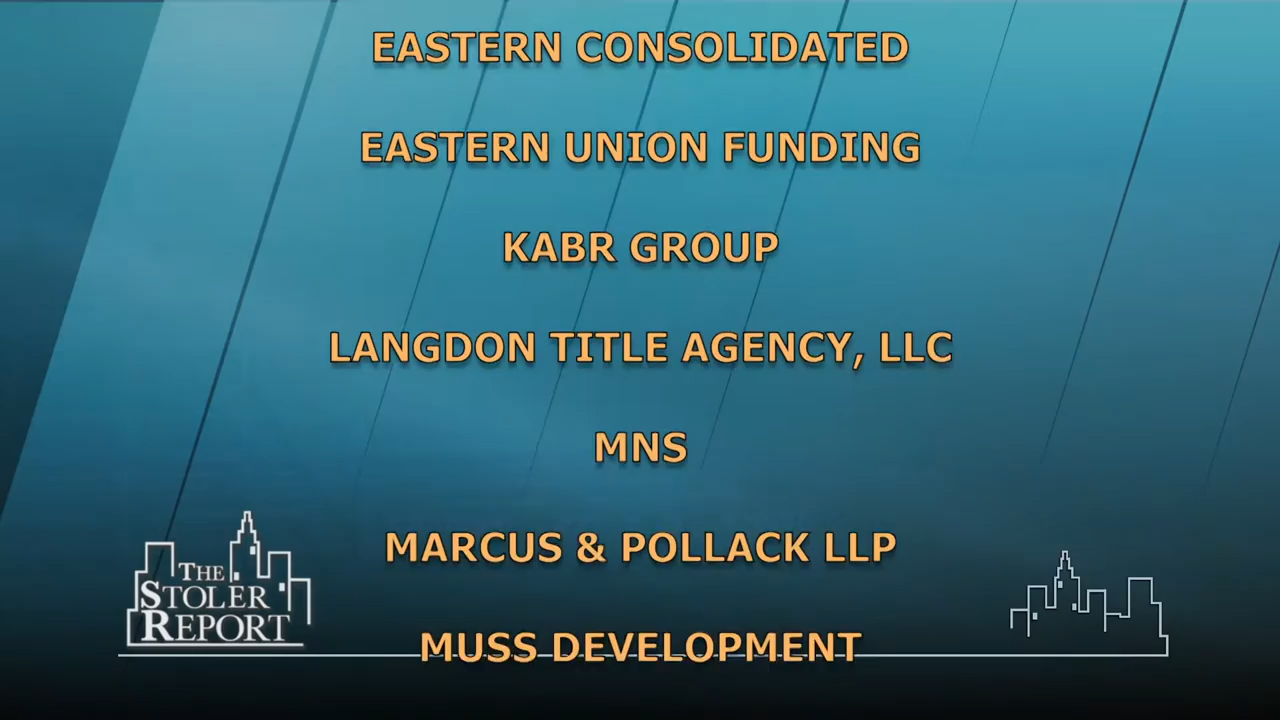 EASTERN CONSOLIDATED
EASTERN UNION FUNDING
KABR GROUP
LANGDON TITLE AGENCY, LLC
MNS
MARCUS & POLLACK LLP
MUSS DEVELOPMENT
THE
STOLER
REPORT